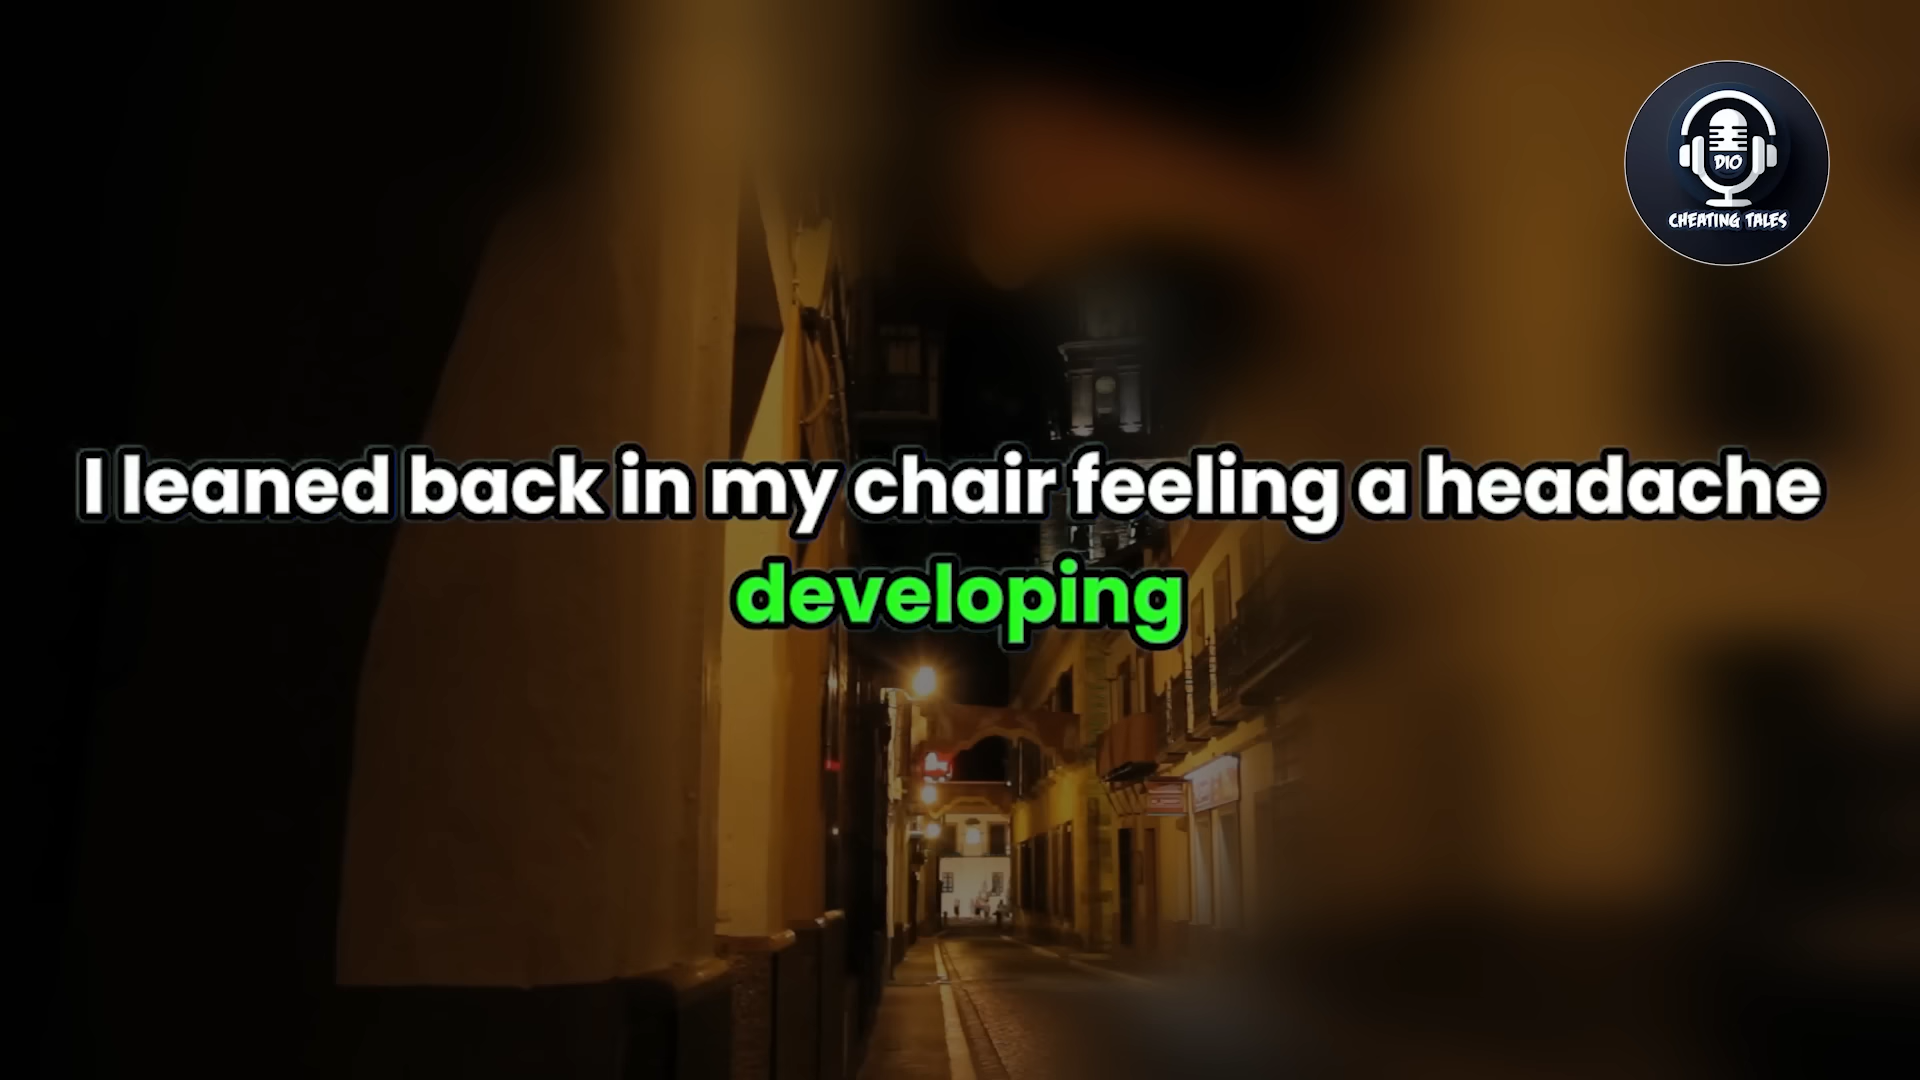 DIO
CHEATING TALES
I leaned back in my chair feeling a headache
developing